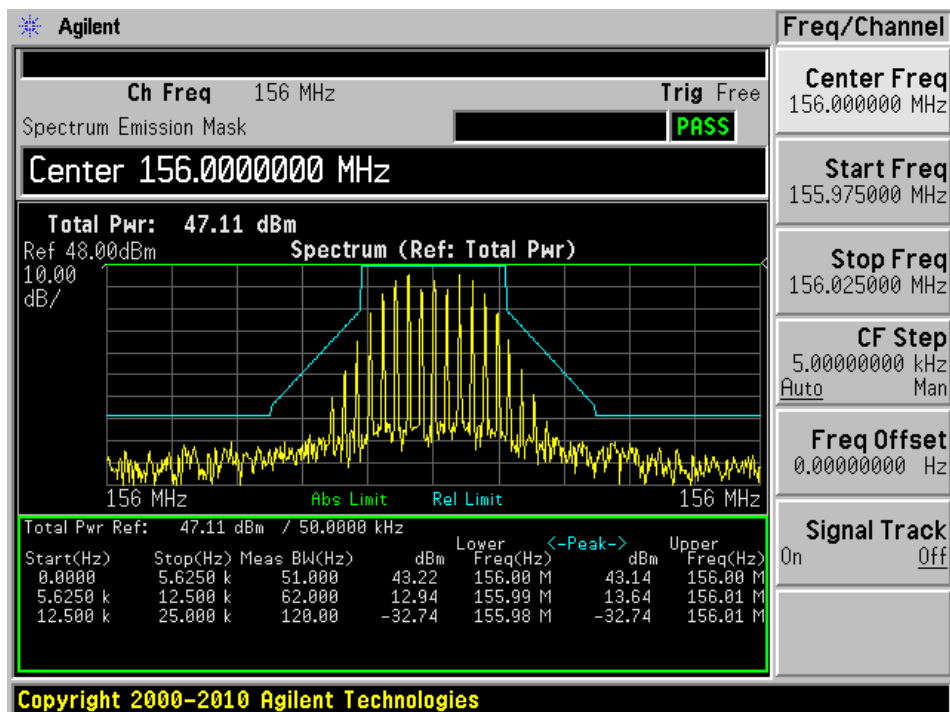 Agilent
Freq/Channel
Ch Freq 156 MHz Trig Free
Spectrum Emission Mask PASS
Center 156.0000000 MHz
Total Pwr: 47.11 dBm
Ref 48.00dBm Spectrum (Ref: Total Pwr)
10.00
dB/
156 MHz Abs Limit Rel Limit 156 MHz
Total Pwr Ref: 47.11 dBm / 50.0000 kHz
Lower <-Peak-> Upper
Start(Hz) Stop(Hz) Meas BW(Hz) dBm Freq(Hz) dBm Freq(Hz)
0.0000 5.6250 k 51.000 43.22 156.00 M 43.14 156.00 M
5.6250 k 12.500 k 62.000 12.94 155.99 M 13.64 156.01 M
12.500 k 25.000 k 120.00 -32.74 155.98 M -32.74 156.01 M
Center Freq
156.000000 MHz
Start Freq
155.975000 MHz
Stop Freq
156.025000 MHz
CF Step
5.00000000 kHz
Auto Man
Freq Offset
0.00000000 Hz
Signal Track
On Off
Copyright 2000-2010 Agilent Technologies